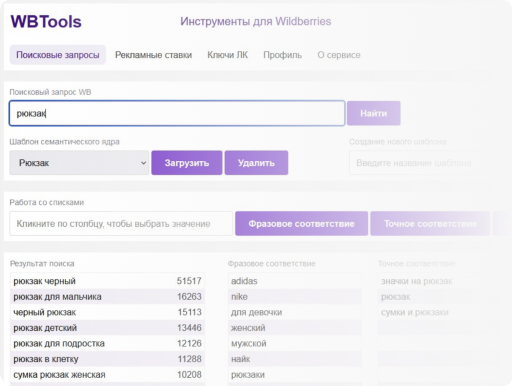 WBTools
Инструменты для Wildberries
Поисковые запросы Рекламные ставки Ключи ЛК Профиль О сервисе
Поисковый запрос WB
рюкзак Найти
Шаблон семантического ядра Создание нового шаблона
Рюкзак Загрузить Удалить Введите название шаблона
Работа со списками
Кликните по столбцу, чтобы выбрать значение Фразовое соответствие Точное соответствие
Результат поиска Фразовое соответствие Точное соответствие
рюкзак черный 51517 adidas значки на рюкзак
рюкзак для мальчика 16263 nike рюкзак
черный рюкзак 15113 для девочки сумки и рюкзаки
рюкзак детский 13446 женский
рюкзак для подростка 12126 мужской
рюкзак в клетку 11288 найк
сумка рюкзак женская 10208 рюкзаки